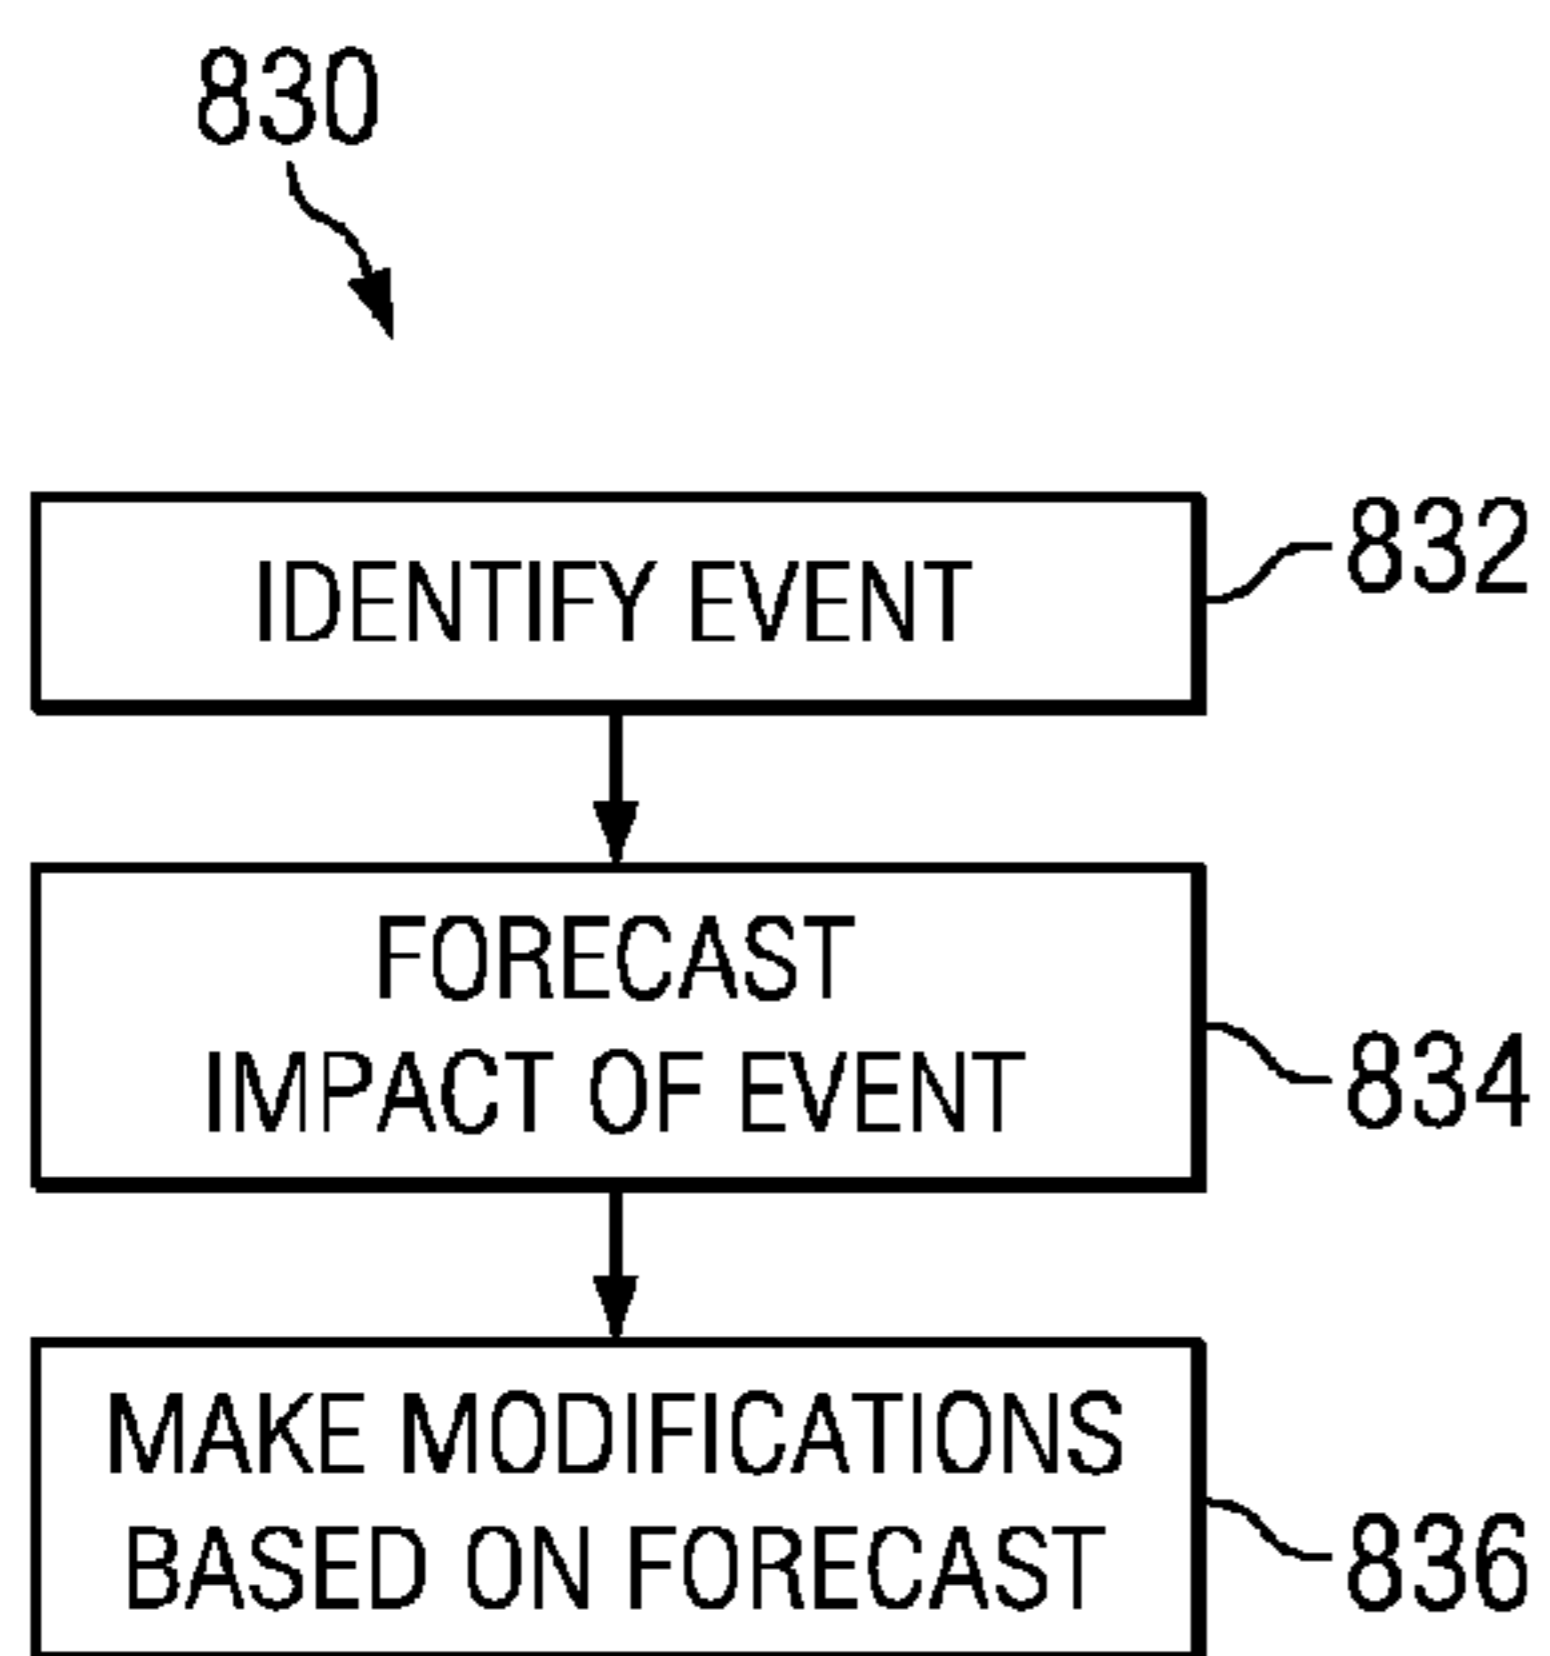 830
IDENTIFY EVENT
832
FORECAST
IMPACT OF EVENT
834
MAKE MODIFICATIONS
BASED ON FORECAST
836